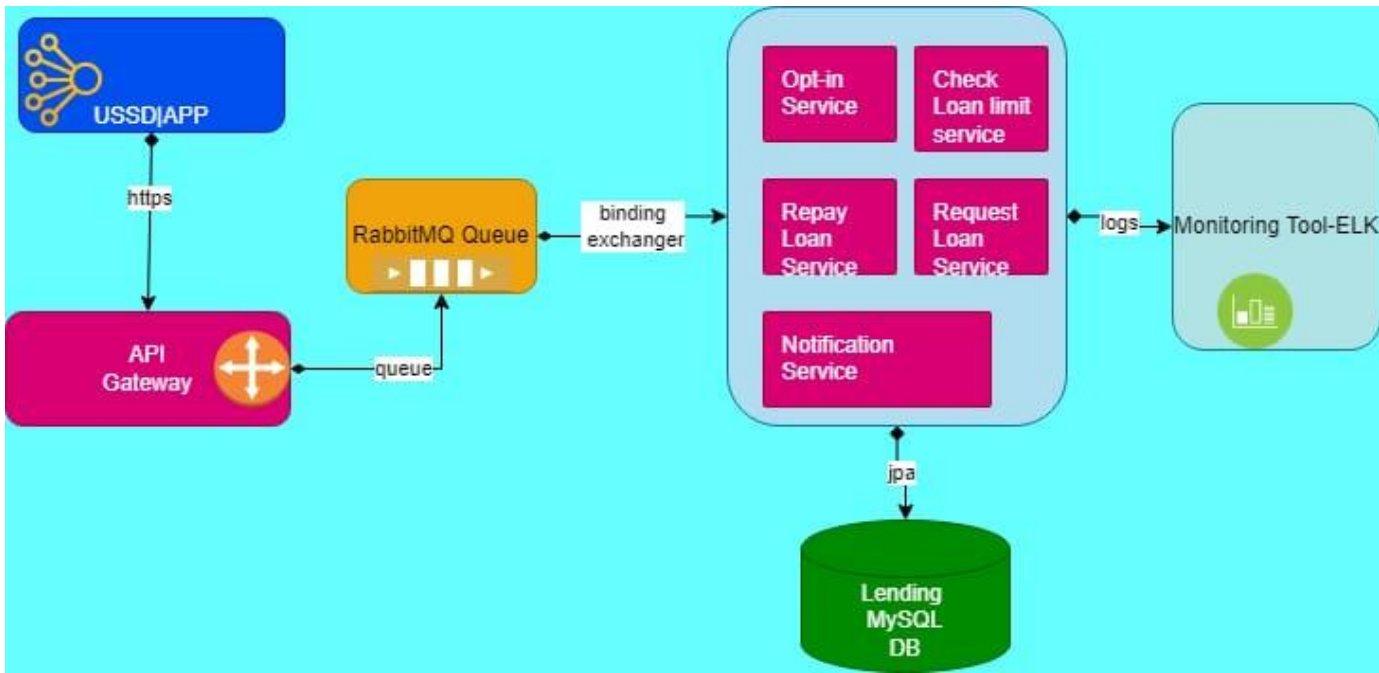 USSD|APP
https
API
Gateway
queue
RabbitMQ Queue
binding
exchanger
Opt-in
Service
Check
Loan limit
service
Repay
Loan
Service
Request
Loan
Service
Notification
Service
logs
Monitoring Tool-ELK
jpa
Lending
MySQL
DB